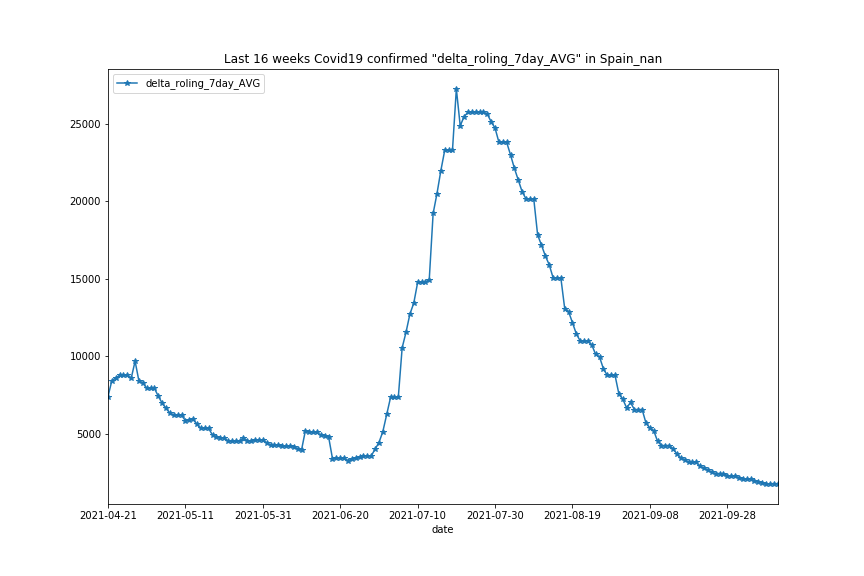 Last 16 weeks Covid19 confirmed "delta_roling_7day_AVG" in Spain_nan
delta_roling_7day_AVG
25000
20000
15000
10000
5000
2021-04-21 2021-05-11 2021-05-31 2021-06-20 2021-07-10 2021-07-30 2021-08-19 2021-09-08 2021-09-28
date